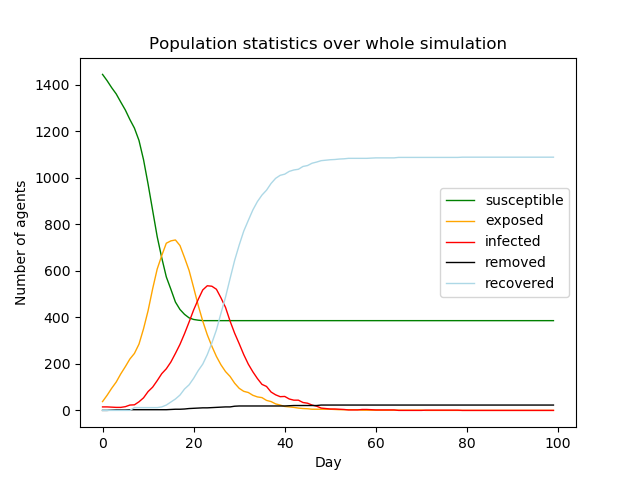 Population statistics over whole simulation
1400
1200
1000
800
600
400
200
0
Number of agents
susceptible
exposed
infected
removed
recovered
0 20 40 60 80 100
Day